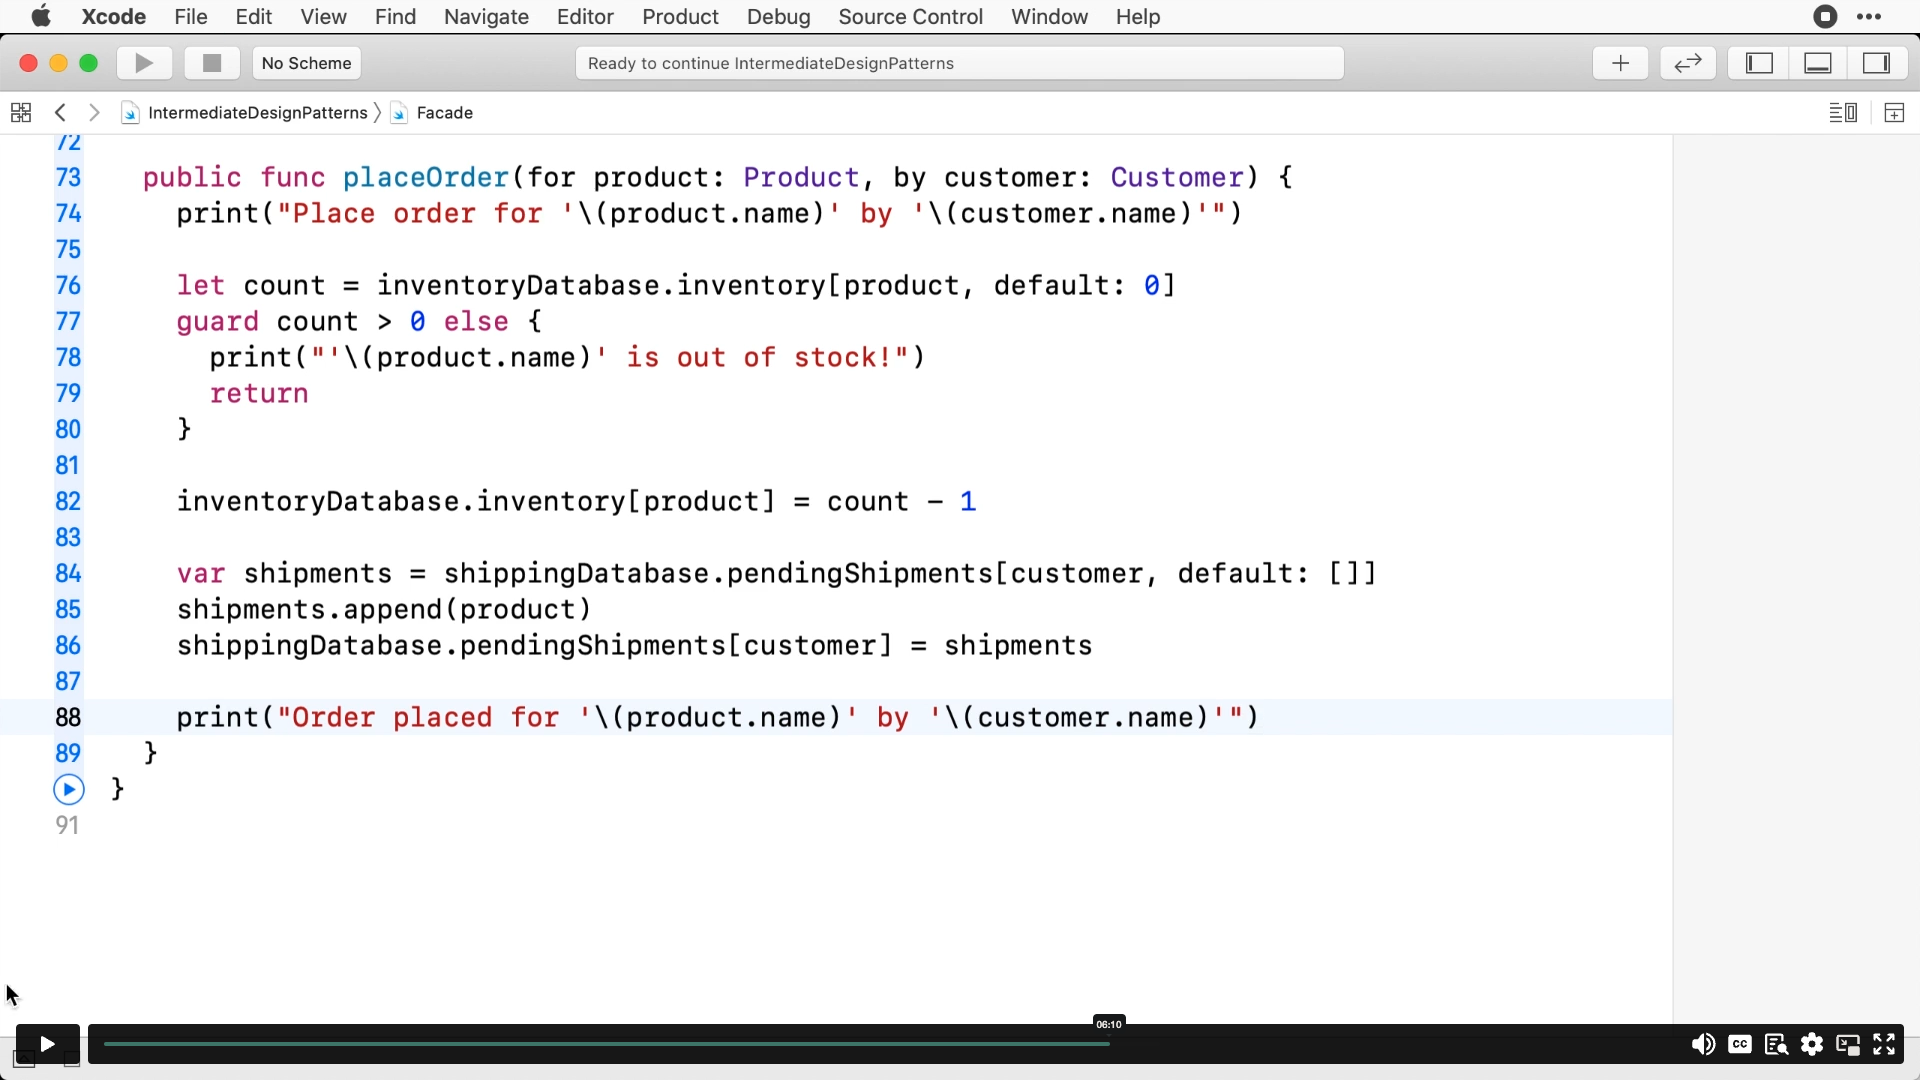 Xcode File Edit View Find Navigate Editor Product Debug Source Control Window Help
No Scheme
Ready to continue IntermediateDesignPatterns
IntermediateDesignPatterns Facade
72
73 public func placeOrder(for product: Product, by customer: Customer) {
74 print("Place order for '\(product.name)' by '\(customer.name)'")
75
76 let count = inventoryDatabase.inventory[product, default: 0]
77 guard count > 0 else {
78 print("'\(product.name)' is out of stock!")
79 return
80 }
81
82 inventoryDatabase.inventory[product] = count - 1
83
84 var shipments = shippingDatabase.pendingShipments[customer, default: []]
85 shipments.append(product)
86 shippingDatabase.pendingShipments[customer] = shipments
87
88 print("Order placed for '\(product.name)' by '\(customer.name)'")
89 }
}
91
06:10
CC